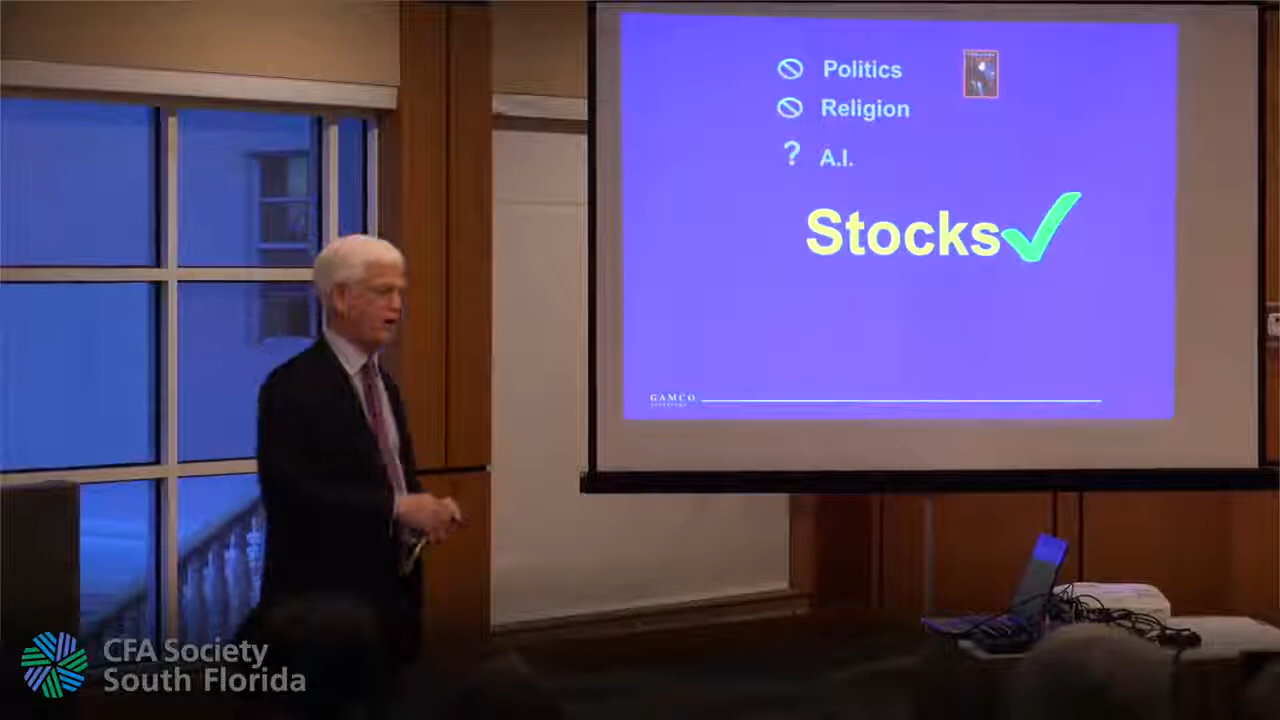 Politics
Religion
? A.I.
Stocks
GAMCO
CFA Society
South Florida